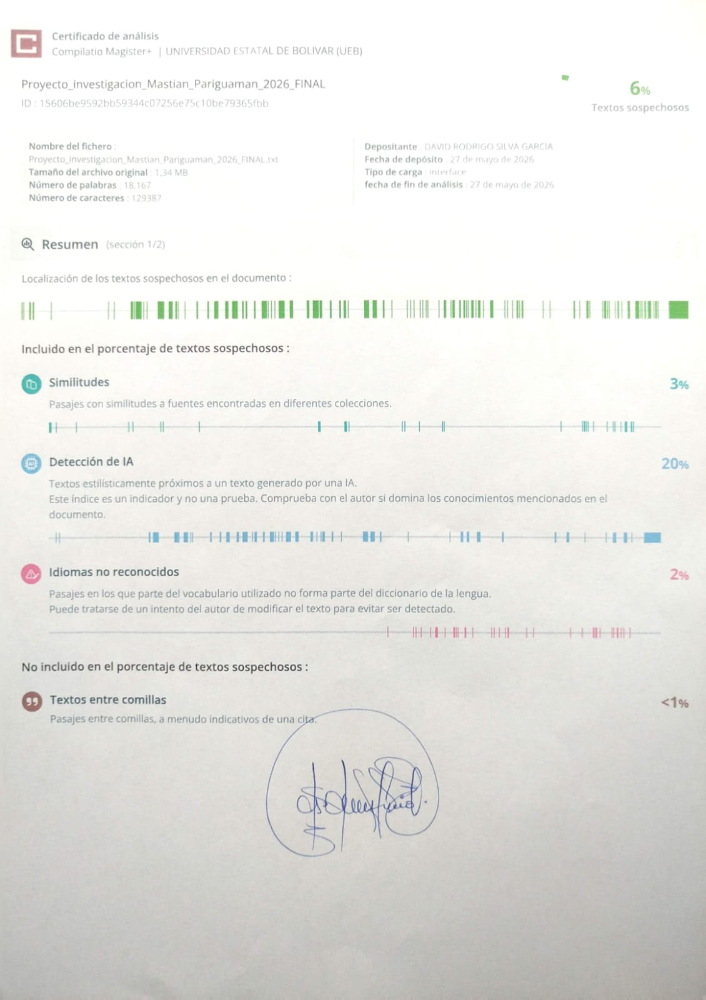 Certificado de análisis
Compilatio Magister+ | UNIVERSIDAD ESTATAL DE BOLIVAR (UEB)
Proyecto_investigacion_Mastian_Pariguaman_2026_FINAL
ID : 15606be9592bb59344c07256e75c10be79365fbb
6%
Textos sospechosos
Nombre del fichero :
Proyecto_investigacion_Mastian_Pariguaman_2026_FINAL.txt
Tamaño del archivo original : 1,34 MB
Número de palabras : 18.167
Número de caracteres : 129387
Depositante : DAVID RODRIGO SILVA GARCIA
Fecha de depósito : 27 de mayo de 2026
Tipo de carga : interface
fecha de fin de análisis : 27 de mayo de 2026
Resumen (sección 1/2)
Localización de los textos sospechosos en el documento :
Incluido en el porcentaje de textos sospechosos :
Similitudes
3%
Pasajes con similitudes a fuentes encontradas en diferentes colecciones.
AI
Detección de IA
20%
Textos estilísticamente próximos a un texto generado por una IA.
Este índice es un indicador y no una prueba. Comprueba con el autor si domina los conocimientos mencionados en el
documento.
Idiomas no reconocidos
2%
Pasajes en los que parte del vocabulario utilizado no forma parte del diccionario de la lengua.
Puede tratarse de un intento del autor de modificar el texto para evitar ser detectado.
No incluido en el porcentaje de textos sospechosos :
Textos entre comillas
<1%
Pasajes entre comillas, a menudo indicativos de una cita.